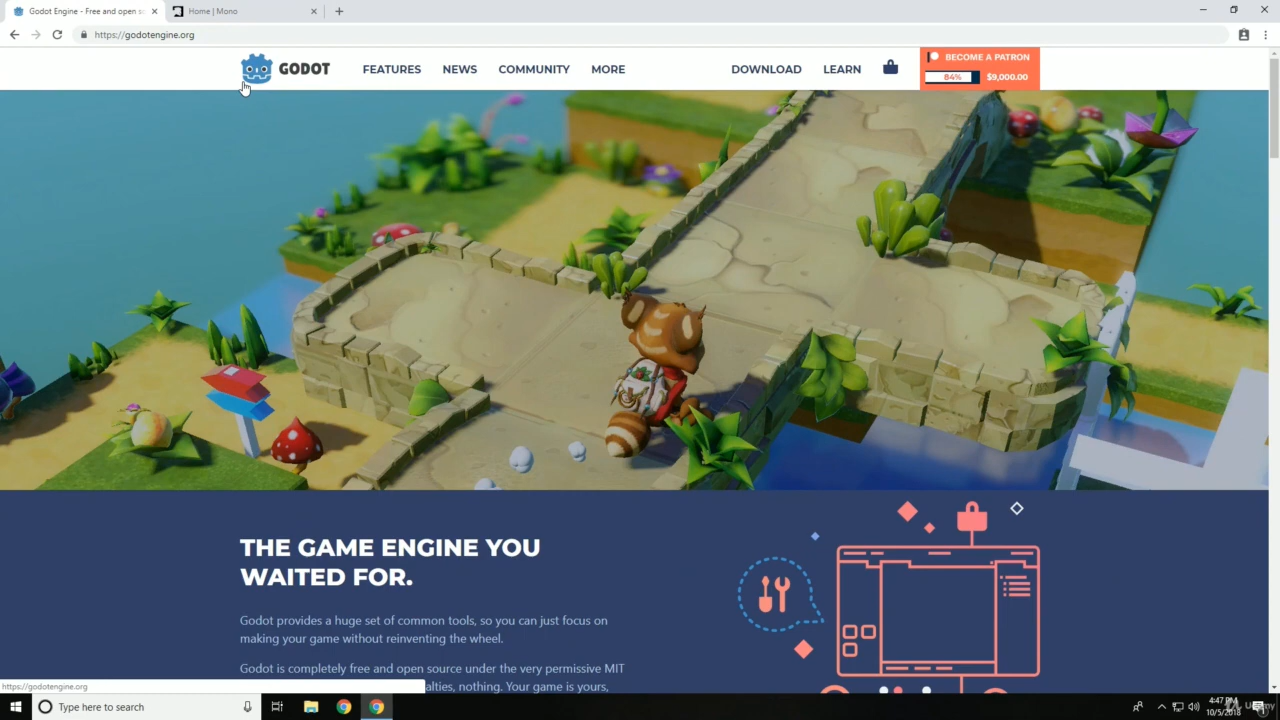 Godot Engine - Free and open so
Home | Mono
https://godotengine.org
GODOT
FEATURES
NEWS
COMMUNITY
MORE
DOWNLOAD
LEARN
BECOME A PATRON
84%
$9,000.00
THE GAME ENGINE YOU
WAITED FOR.
Godot provides a huge set of common tools, so you can just focus on
making your game without reinventing the wheel.
Godot is completely free and open source under the very permissive MIT
alties, nothing. Your game is yours,
https://godotengine.org
Type here to search
4:47 PM
10/5/2018
Udemy